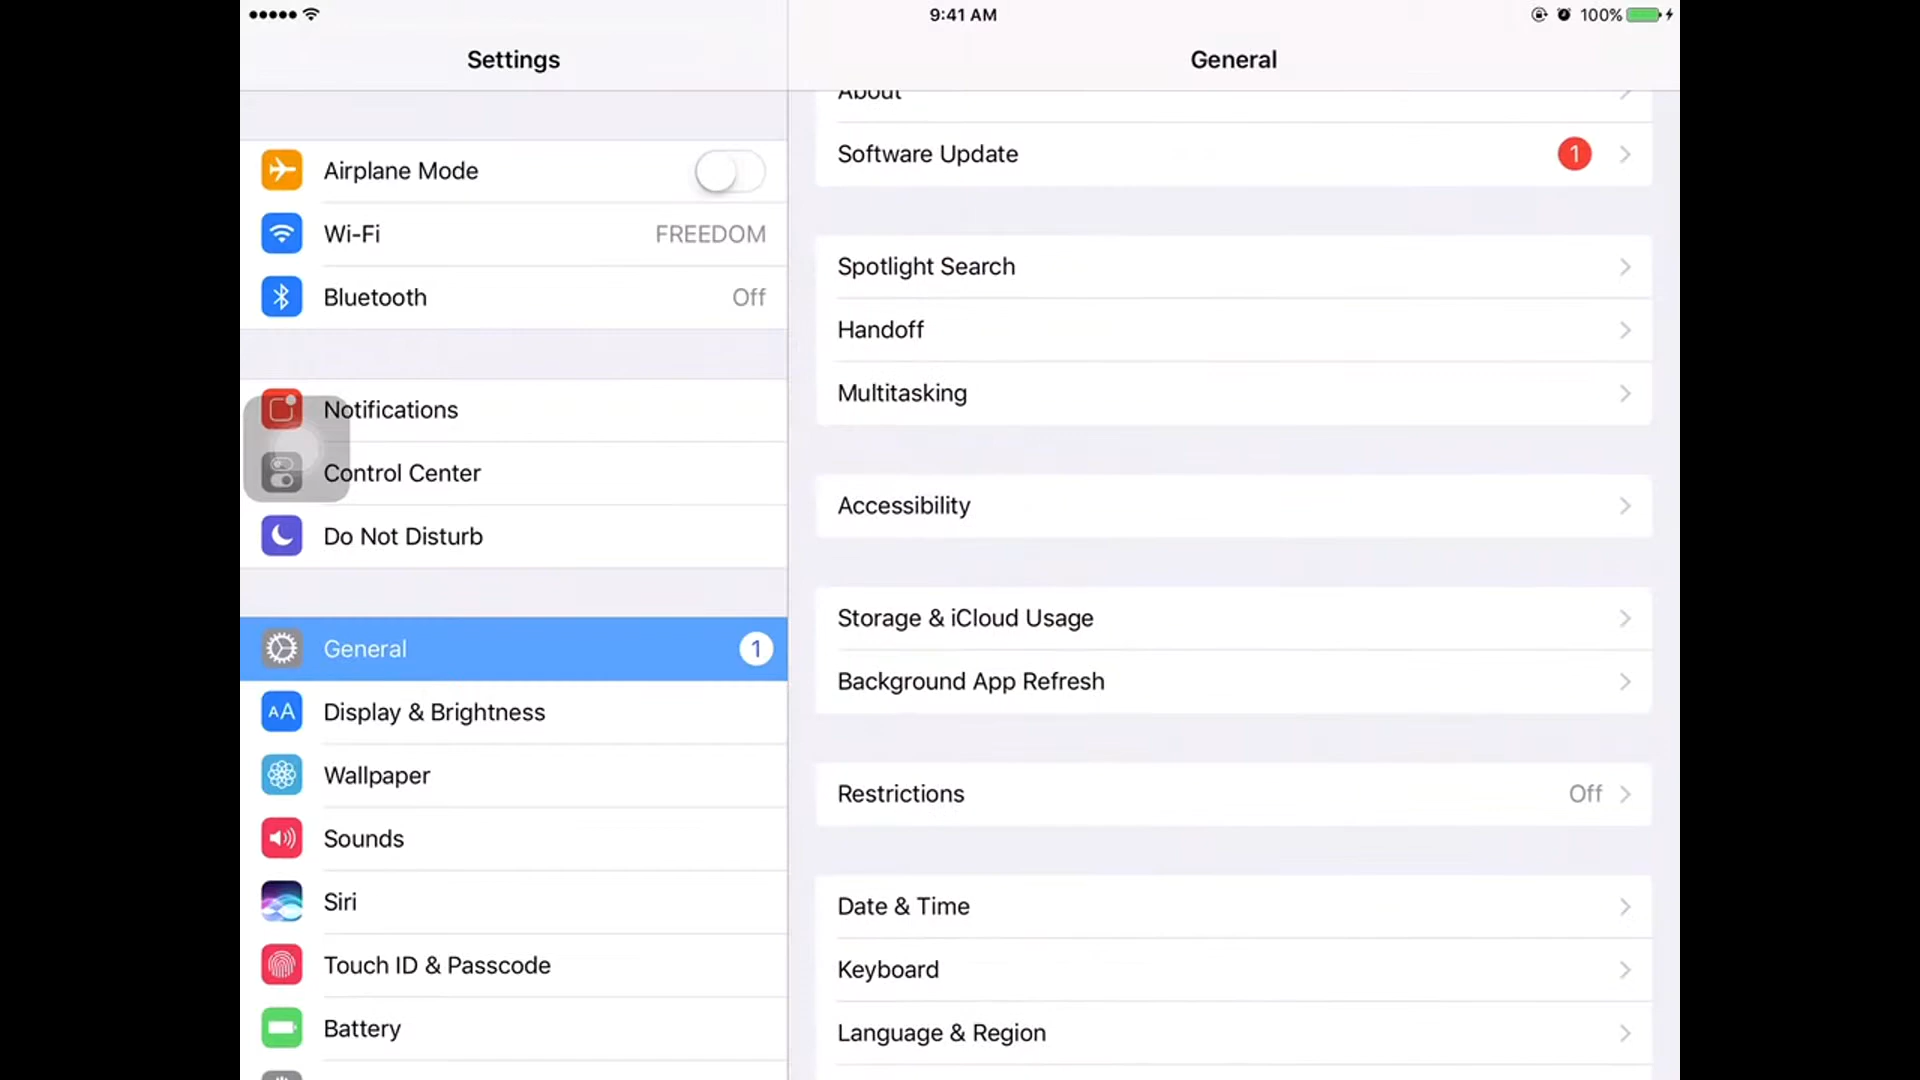 9:41 AM
100%
Settings
Airplane Mode
Wi-Fi FREEDOM
Bluetooth Off
Notifications
Control Center
Do Not Disturb
General 1
AA Display & Brightness
Wallpaper
Sounds
Siri
Touch ID & Passcode
Battery
General
About
Software Update 1
Spotlight Search
Handoff
Multitasking
Accessibility
Storage & iCloud Usage
Background App Refresh
Restrictions Off
Date & Time
Keyboard
Language & Region